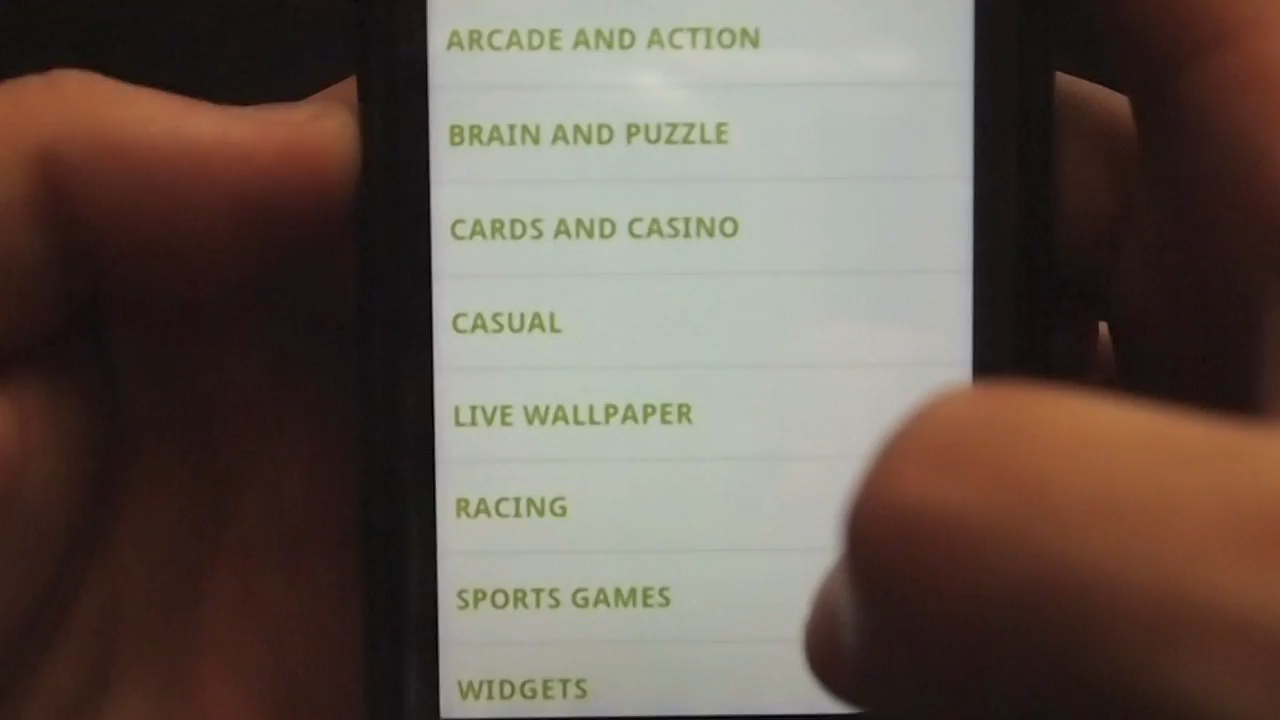 ARCADE AND ACTION
BRAIN AND PUZZLE
CARDS AND CASINO
CASUAL
LIVE WALLPAPER
RACING
SPORTS GAMES
WIDGETS